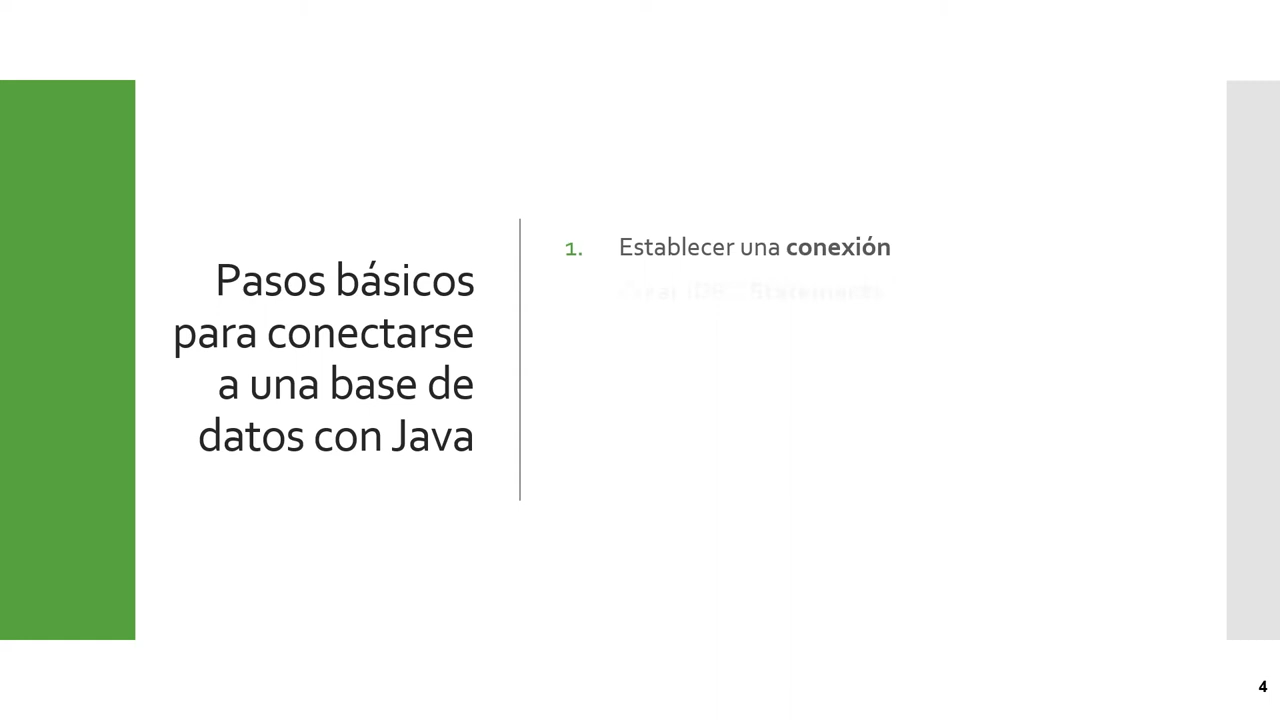 Pasos básicos
para conectarse
a una base de
datos con Java
1. Establecer una conexión
4